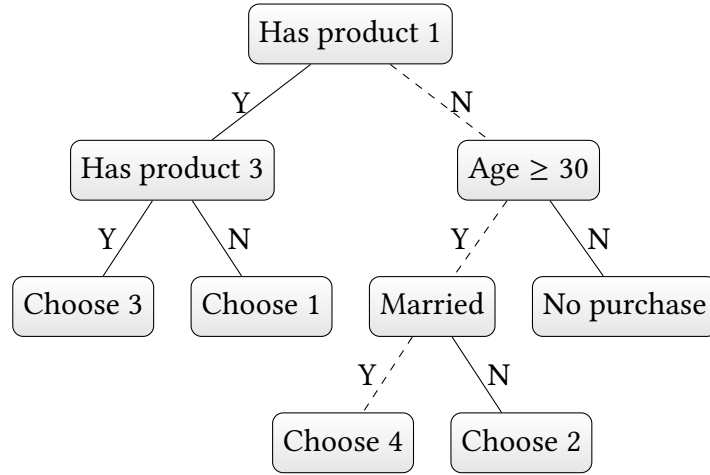 Has product 1
Y
N
Has product 3
Age ≥ 30
Y
N
Y
N
Choose 3
Choose 1
Married
No purchase
Y
N
Choose 4
Choose 2